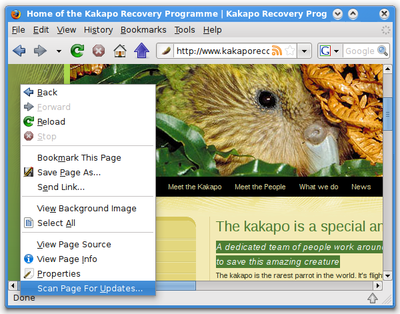 Home of the Kakapo Recovery Programme | Kakapo Recovery Prog
File Edit View History Bookmarks Tools Help
http://www.kakaporecc
Google
Back
Forward
Reload
Stop
Bookmark This Page
Save Page As...
Send Link...
View Background Image
Select All
View Page Source
View Page Info
Properties
Scan Page For Updates...
Meet the Kakapo Meet the People What we do News
The kakapo is a special an
A dedicated team of people work aroun
to save this amazing creature
The kakapo is the rarest parrot in the world. It's flight
Done